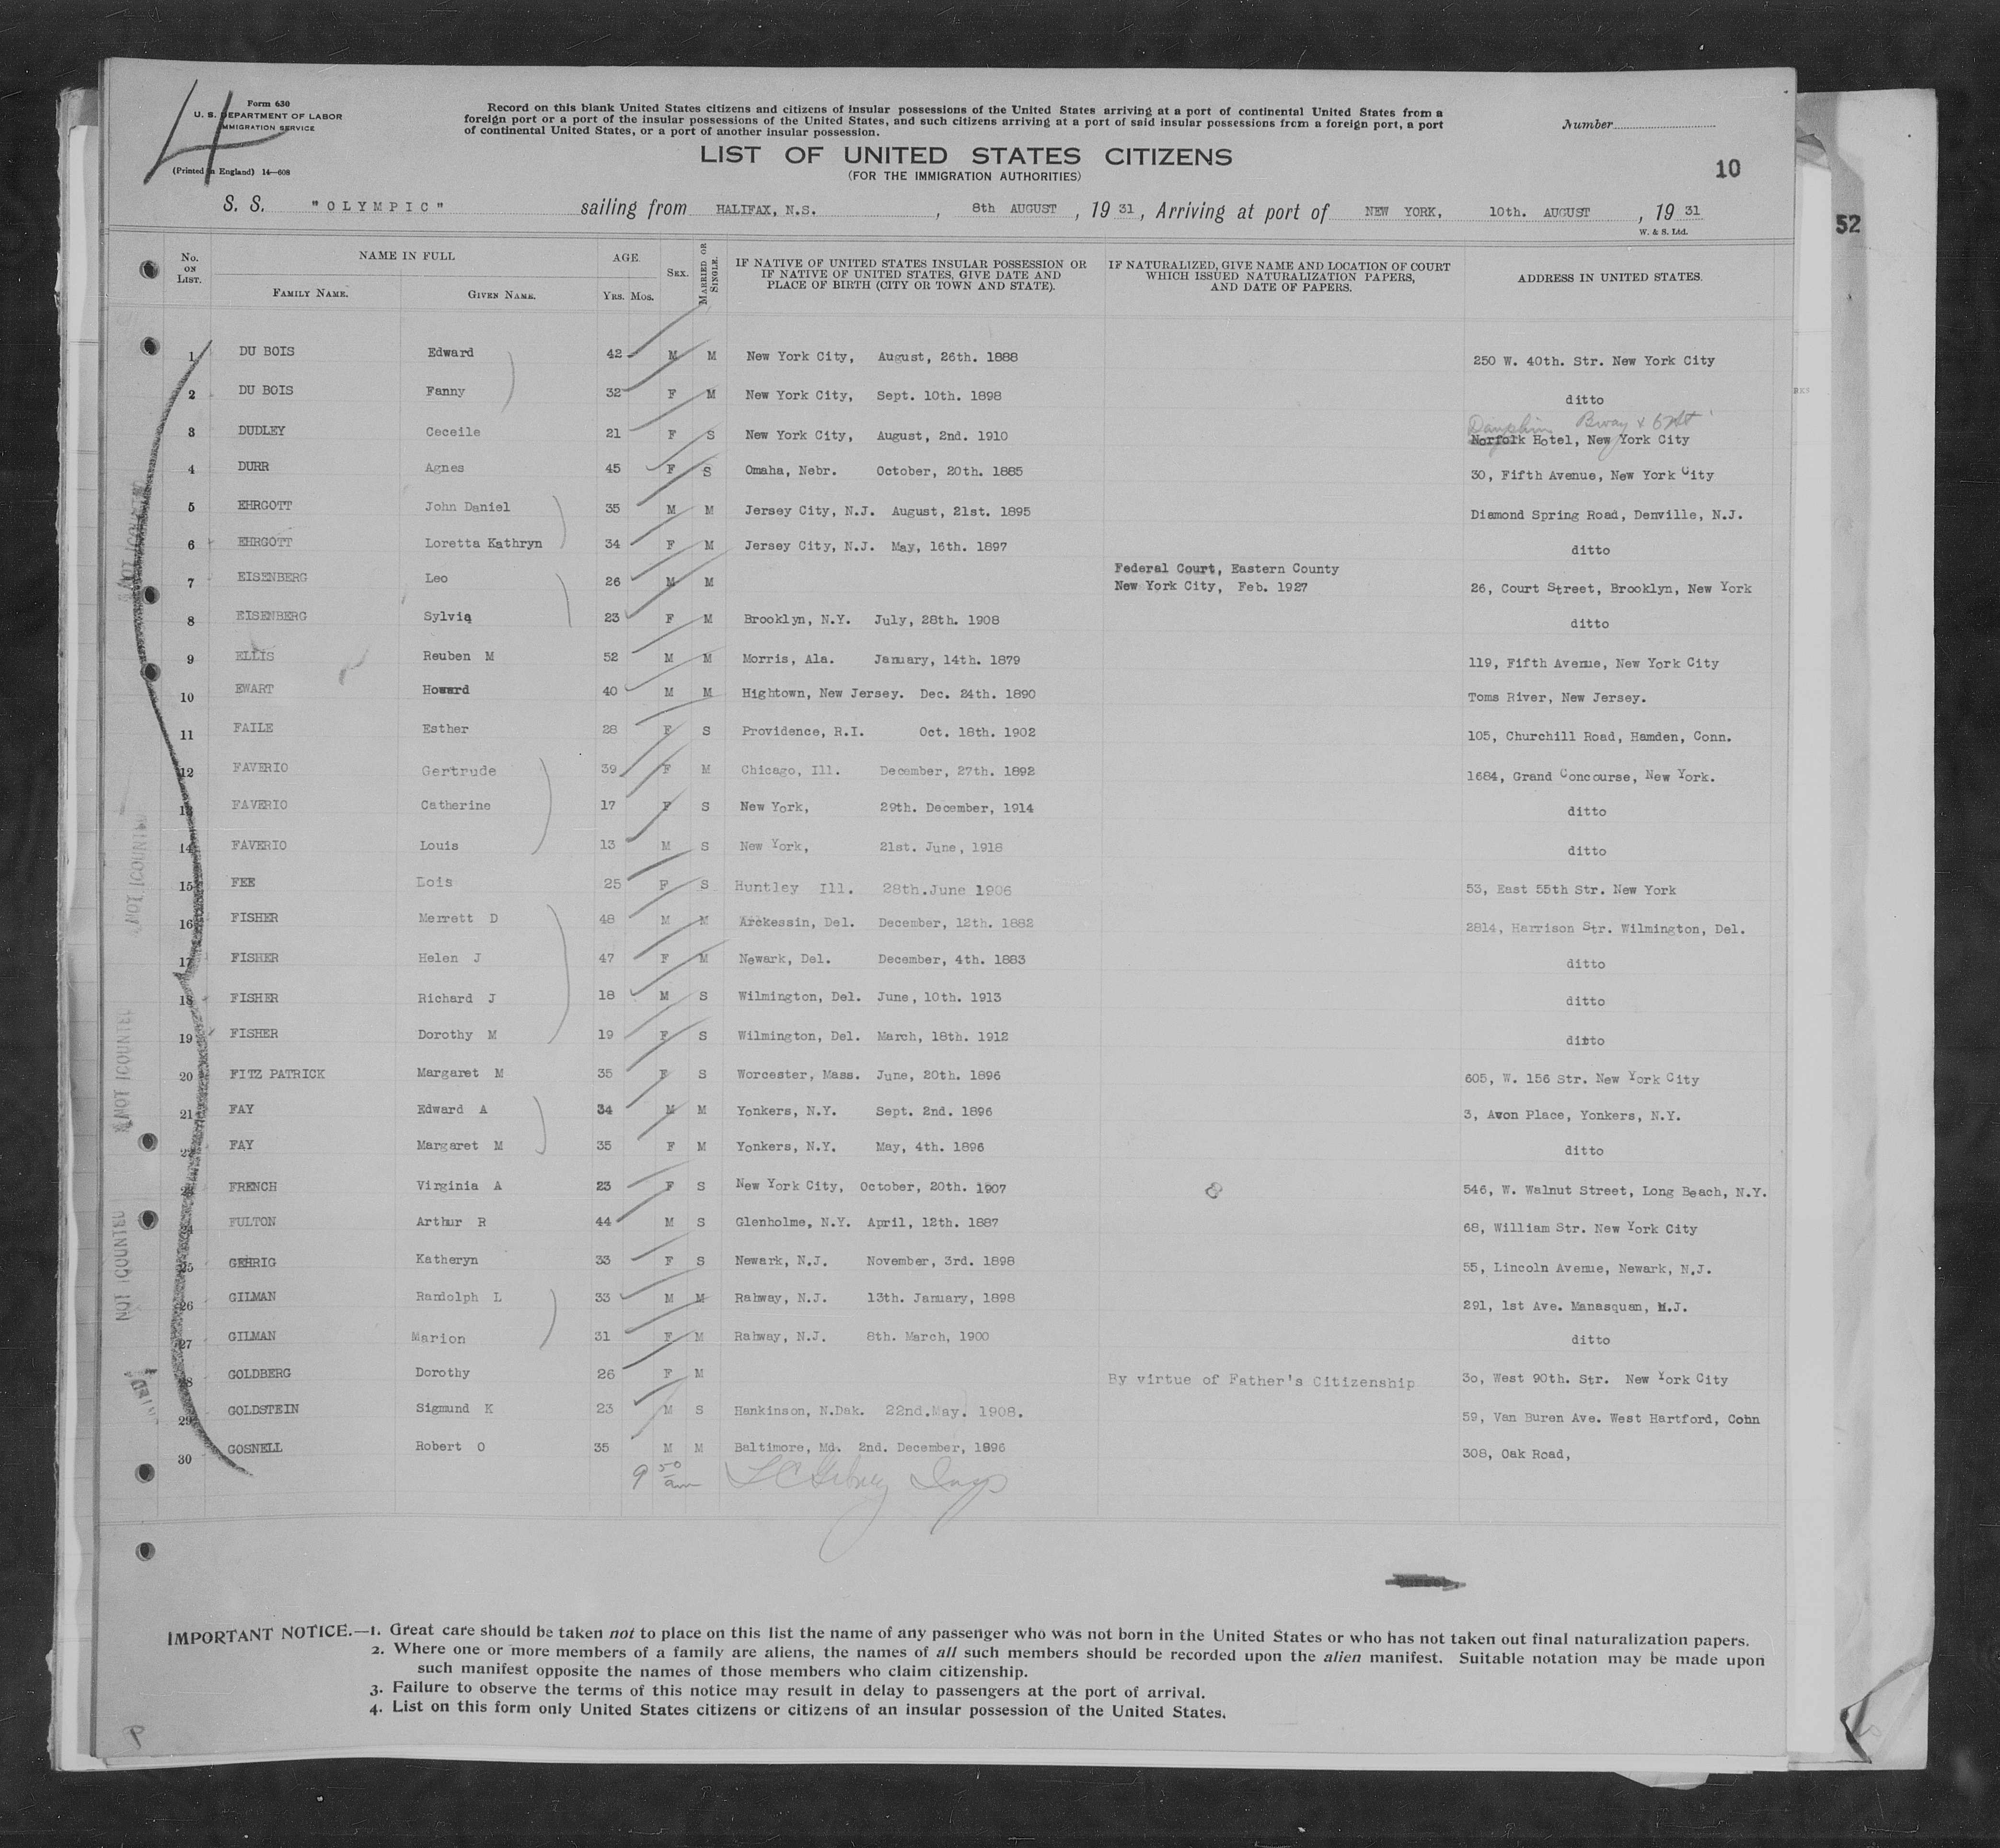 Form 630
U. S. DEPARTMENT OF LABOR
IMMIGRATION SERVICE
(Printed in England) 14—608
4
Record on this blank United States citizens and citizens of insular possessions of the United States arriving at a port of continental United States from a
foreign port or a port of the insular possessions of the United States, and such citizens arriving at a port of said insular possessions from a foreign port, a port
of continental United States, or a port of another insular possession.
Number
LIST OF UNITED STATES CITIZENS
(FOR THE IMMIGRATION AUTHORITIES)
10
S. S. "OLYMPIC" sailing from HALIFAX, N.S. , 8th AUGUST , 19 31 , Arriving at port of NEW YORK, 10th. AUGUST , 19 31
W. & S. Ltd.
52
No. ON LIST. NAME IN FULL FAMILY NAME. GIVEN NAME. AGE. YRS. MOS. SEX. MARRIED OR SINGLE. IF NATIVE OF UNITED STATES INSULAR POSSESSION OR IF NATIVE OF UNITED STATES, GIVE DATE AND PLACE OF BIRTH (CITY OR TOWN AND STATE). IF NATURALIZED, GIVE NAME AND LOCATION OF COURT WHICH ISSUED NATURALIZATION PAPERS, AND DATE OF PAPERS. ADDRESS IN UNITED STATES.
1 DU BOIS Edward 42 M M New York City, August, 26th. 1888 250 W. 40th. Str. New York City
2 DU BOIS Fanny 32 F M New York City, Sept. 10th. 1898 ditto
Dauphin Bway & 67St
3 DUDLEY Ceceile 21 F S New York City, August, 2nd. 1910 Norfolk Hotel, New York City
4 DURR Agnes 45 F S Omaha, Nebr. October, 20th. 1885 30, Fifth Avenue, New York City
5 EHRGOTT John Daniel 35 M M Jersey City, N.J. August, 21st. 1895 Diamond Spring Road, Denville, N.J.
6 EHRGOTT Loretta Kathryn 34 F M Jersey City, N.J. May, 16th. 1897 ditto
7 EISENBERG Leo 26 M M Federal Court, Eastern County New York City, Feb. 1927 26, Court Street, Brooklyn, New York
8 EISENBERG Sylvia 23 F M Brooklyn, N.Y. July, 28th. 1908 ditto
9 ELLIS Reuben M 52 M M Morris, Ala. January, 14th. 1879 119, Fifth Avenue, New York City
10 EWART Howard 40 M M Hightown, New Jersey. Dec. 24th. 1890 Toms River, New Jersey.
11 FAILE Esther 28 F S Providence, R.I. Oct. 18th. 1902 105, Churchill Road, Hamden, Conn.
12 FAVERIO Gertrude 39 F M Chicago, Ill. December, 27th. 1892 1684, Grand Concourse, New York.
13 FAVERIO Catherine 17 F S New York, 29th. December, 1914 ditto
14 FAVERIO Louis 13 M S New York, 21st. June, 1918 ditto
15 FEE Lois 25 F S Huntley Ill. 28th.June 1906 53, East 55th Str. New York
16 FISHER Merrett D 48 M M Arckessin, Del. December, 12th. 1882 2814, Harrison Str. Wilmington, Del.
17 FISHER Helen J 47 F M Newark, Del. December, 4th. 1883 ditto
18 FISHER Richard J 18 M S Wilmington, Del. June, 10th. 1913 ditto
19 FISHER Dorothy M 19 F S Wilmington, Del. March, 18th. 1912 ditto
20 FITZ PATRICK Margaret M 35 F S Worcester, Mass. June, 20th. 1896 605, W. 156 Str. New York City
21 FAY Edward A 34 M M Yonkers, N.Y. Sept. 2nd. 1896 3, Avon Place, Yonkers, N.Y.
22 FAY Margaret M 35 F M Yonkers, N.Y. May, 4th. 1896 ditto
23 FRENCH Virginia A 23 F S New York City, October, 20th. 1907 546, W. Walnut Street, Long Beach, N.Y.
24 FULTON Arthur R 44 M S Glenholme, N.Y. April, 12th. 1887 68, William Str. New York City
25 GEHRIG Katheryn 33 F S Newark, N.J. November, 3rd. 1898 55, Lincoln Avenue, Newark, N.J.
26 GILMAN Randolph L 33 M M Rahway, N.J. 13th. January, 1898 291, 1st Ave. Manasquan, N.J.
27 GILMAN Marion 31 F M Rahway, N.J. 8th. March, 1900 ditto
28 GOLDBERG Dorothy 26 F M By virtue of Father's Citizenship 30, West 90th. Str. New York City
29 GOLDSTEIN Sigmund K 23 M S Hankinson, N.Dak. 22nd.May. 1908. 59, Van Buren Ave. West Hartford, Conn
30 GOSNELL Robert O 35 M M Baltimore, Md. 2nd. December, 1896 308, Oak Road,
9 50 am
NOT COUNTED
NOT COUNTED
NOT COUNTED
NOT COUNTED
IMPORTANT NOTICE.—1. Great care should be taken not to place on this list the name of any passenger who was not born in the United States or who has not taken out final naturalization papers.
2. Where one or more members of a family are aliens, the names of all such members should be recorded upon the alien manifest. Suitable notation may be made upon
such manifest opposite the names of those members who claim citizenship.
3. Failure to observe the terms of this notice may result in delay to passengers at the port of arrival.
4. List on this form only United States citizens or citizens of an insular possession of the United States.
P